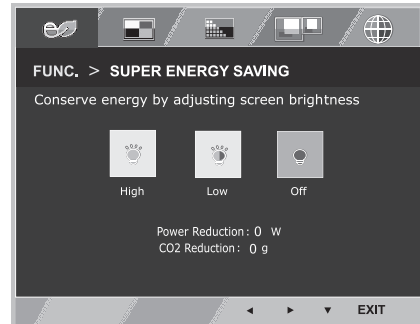 FUNC. > SUPER ENERGY SAVING
Conserve energy by adjusting screen brightness
High Low Off
Power Reduction : 0 W
CO2 Reduction : 0 g
EXIT